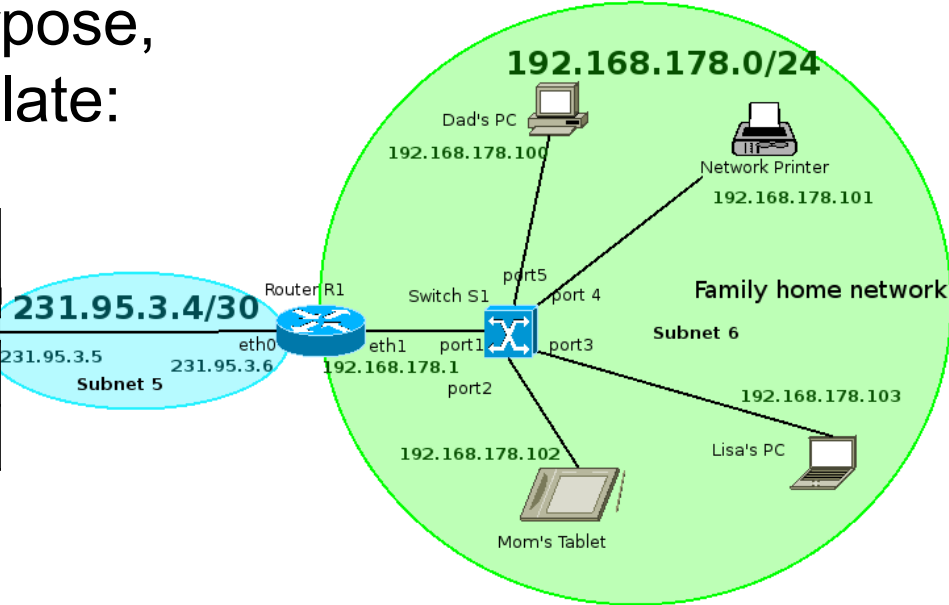 pose,
late:
192.168.178.0/24
Dad's PC
192.168.178.100
Network Printer
192.168.178.101
port5
Router R1
Switch S1
port 4
Family home network
231.95.3.4/30
Subnet 6
eth0
eth1
port1
port3
231.95.3.5
231.95.3.6
192.168.178.1
Subnet 5
port2
192.168.178.103
192.168.178.102
Lisa's PC
Mom's Tablet